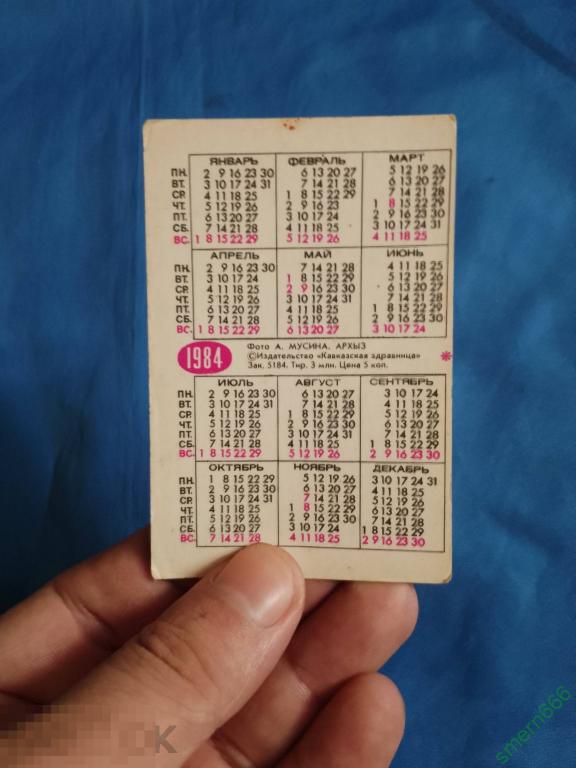 ЯНВАРЬ ФЕВРАЛЬ МАРТ
ПН. 2 9 16 23 30 6 13 20 27 5 12 19 26
ВТ. 3 10 17 24 31 7 14 21 28 6 13 20 27
СР. 4 11 18 25 1 8 15 22 29 7 14 21 28
ЧТ. 5 12 19 26 2 9 16 23 1 8 15 22 29
ПТ. 6 13 20 27 3 10 17 24 2 9 16 23 30
СБ. 7 14 21 28 4 11 18 25 3 10 17 24 31
ВС. 1 8 15 22 29 5 12 19 26 4 11 18 25
АПРЕЛЬ МАЙ ИЮНЬ
ПН. 2 9 16 23 30 7 14 21 28 4 11 18 25
ВТ. 3 10 17 24 1 8 15 22 29 5 12 19 26
СР. 4 11 18 25 2 9 16 23 30 6 13 20 27
ЧТ. 5 12 19 26 3 10 17 24 31 7 14 21 28
ПТ. 6 13 20 27 4 11 18 25 1 8 15 22 29
СБ. 7 14 21 28 5 12 19 26 2 9 16 23 30
ВС. 1 8 15 22 29 6 13 20 27 3 10 17 24
1984
Фото А. МУСИНА. АРХЫЗ
©Издательство «Кавказская здравница»
Зак. 5184. Тир. 3 млн. Цена 5 коп.
ИЮЛЬ АВГУСТ СЕНТЯБРЬ
ПН. 2 9 16 23 30 6 13 20 27 3 10 17 24
ВТ. 3 10 17 24 31 7 14 21 28 4 11 18 25
СР. 4 11 18 25 1 8 15 22 29 5 12 19 26
ЧТ. 5 12 19 26 2 9 16 23 30 6 13 20 27
ПТ. 6 13 20 27 3 10 17 24 31 7 14 21 28
СБ. 7 14 21 28 4 11 18 25 1 8 15 22 29
ВС. 1 8 15 22 29 5 12 19 26 2 9 16 23 30
ОКТЯБРЬ НОЯБРЬ ДЕКАБРЬ
ПН. 1 8 15 22 29 5 12 19 26 3 10 17 24 31
ВТ. 2 9 16 23 30 6 13 20 27 4 11 18 25
СР. 3 10 17 24 31 7 14 21 28 5 12 19 26
ЧТ. 4 11 18 25 1 8 15 22 29 6 13 20 27
ПТ. 5 12 19 26 2 9 16 23 30 7 14 21 28
СБ. 6 13 20 27 3 10 17 24 1 8 15 22 29
ВС. 7 14 21 28 4 11 18 25 2 9 16 23 30
smern666